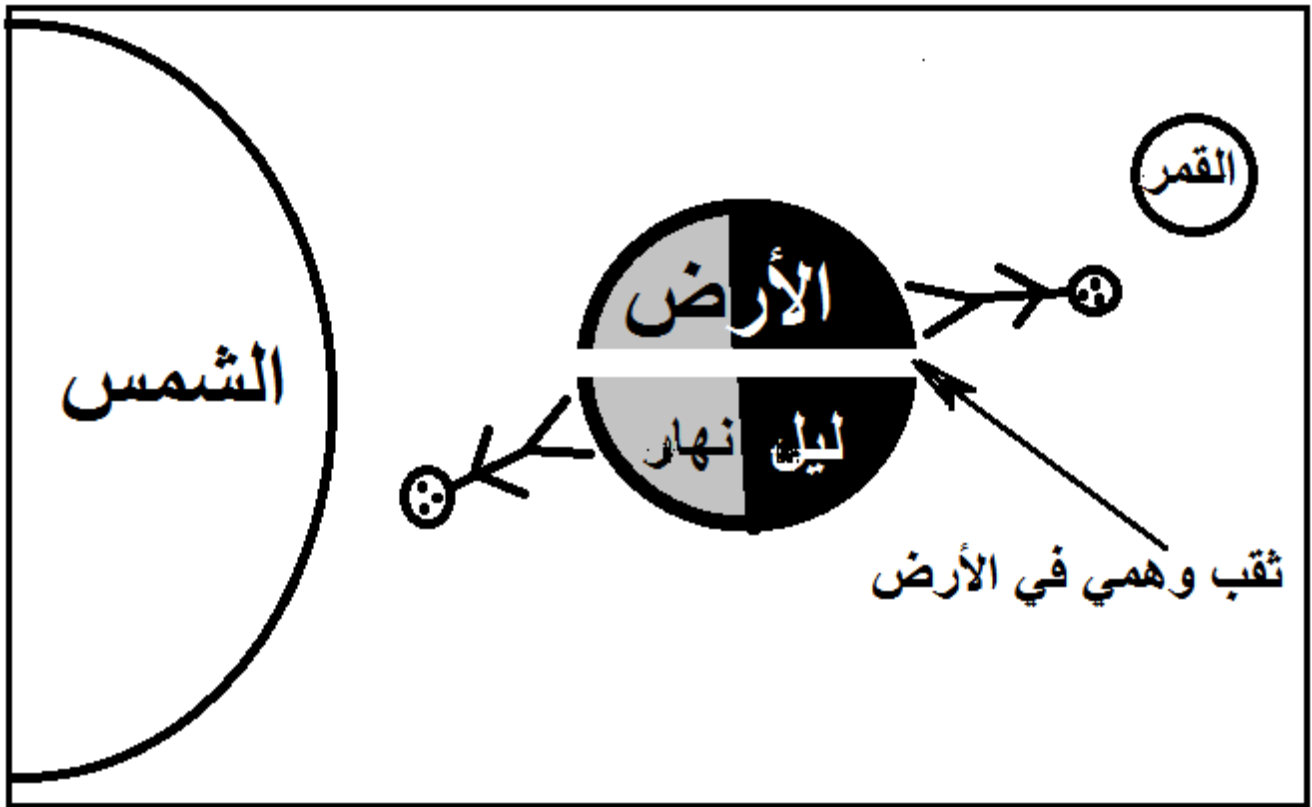 القمر
الأرض
الشمس
ليل نهار
ثقب وهمي في الأرض